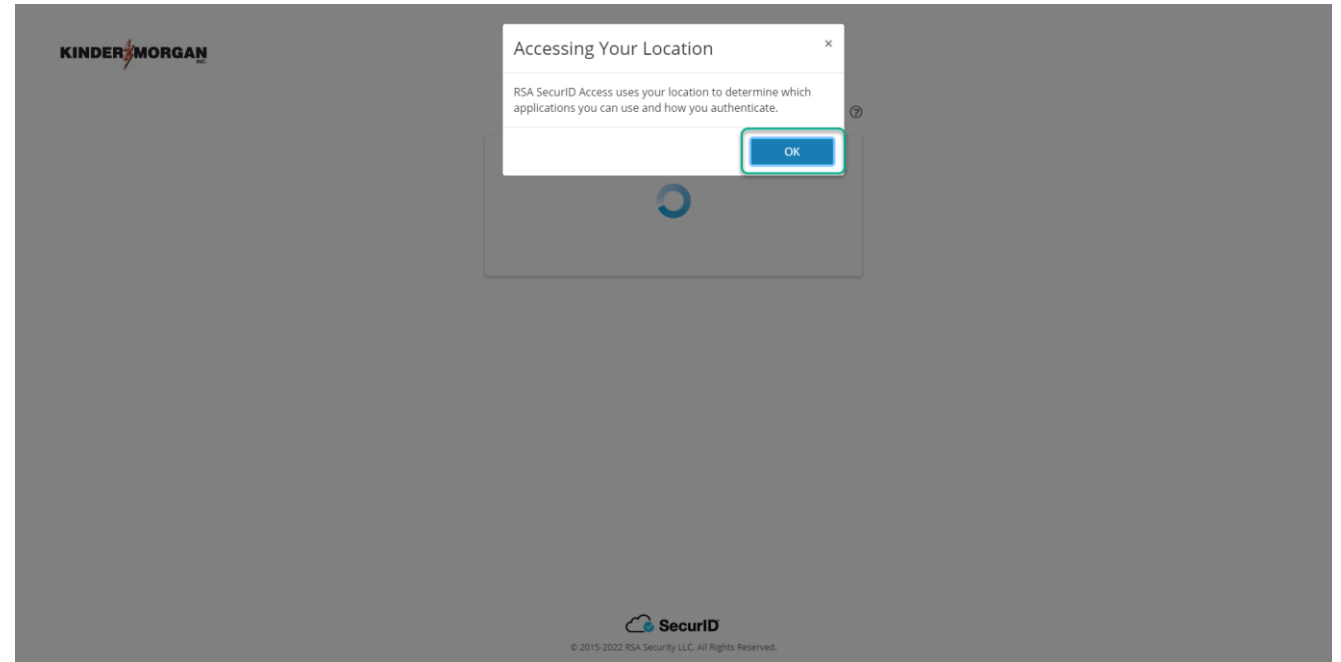 KINDER MORGAN
INC.
Accessing Your Location
×
RSA SecurID Access uses your location to determine which
applications you can use and how you authenticate.
?
OK
SecurID
© 2015-2022 RSA Security LLC. All Rights Reserved.